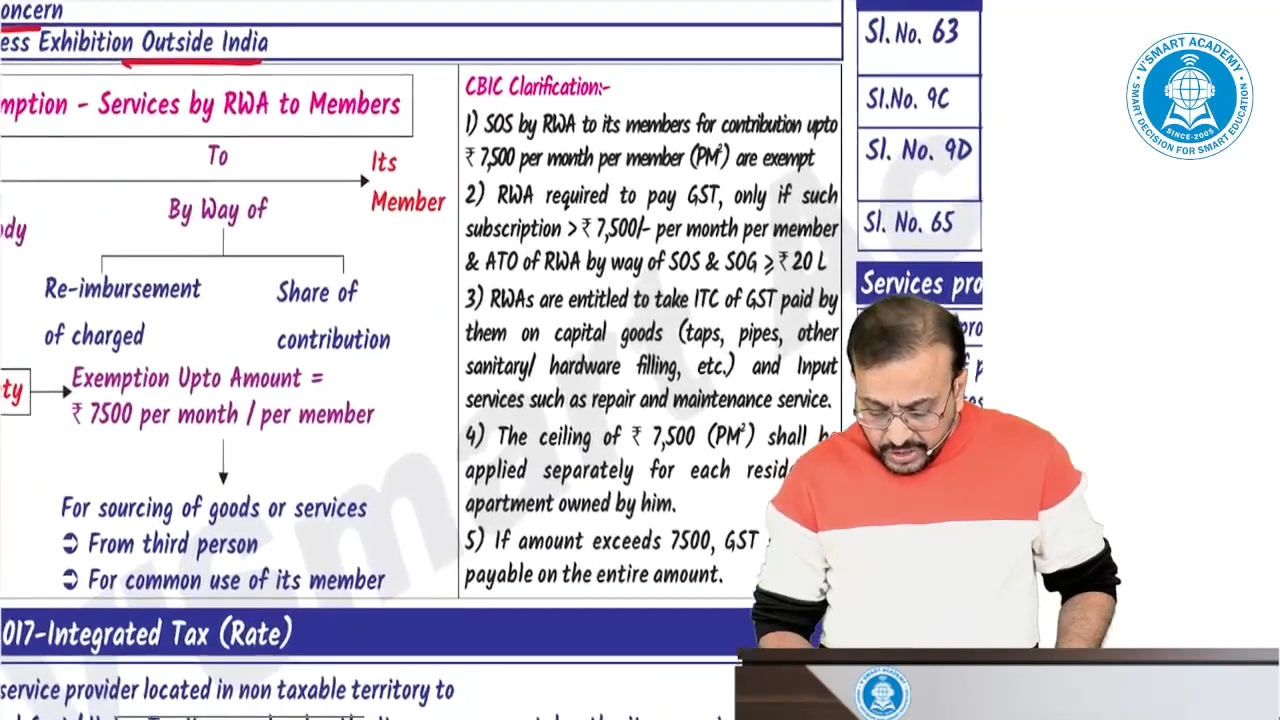 oncern
ess Exhibition Outside India
mption - Services by RWA to Members
To
Its
Member
By Way of
ody
Re-imbursement
of charged
Share of
contribution
ty
Exemption Upto Amount =
₹ 7500 per month / per member
For sourcing of goods or services
➲ From third person
➲ For common use of its member
CBIC Clarification:-
1) SOS by RWA to its members for contribution upto
₹ 7,500 per month per member (PM²) are exempt
2) RWA required to pay GST, only if such
subscription > ₹ 7,500/- per month per member
& ATO of RWA by way of SOS & SOG ⩾ ₹ 20 L
3) RWAs are entitled to take ITC of GST paid by
them on capital goods (taps, pipes, other
sanitary/ hardware filling, etc.) and Input
services such as repair and maintenance service.
4) The ceiling of ₹ 7,500 (PM²) shall
applied separately for each
apartment owned by him.
5) If amount exceeds 7500, GST
payable on the entire amount.
017-Integrated Tax (Rate)
service provider located in non taxable territory to
Sl. No. 63
Sl.No. 9C
Sl. No. 9D
Sl. No. 65
Services pro
V'SMART ACADEMY
SINCE-2005
SMART DECISION FOR SMART EDUCATION